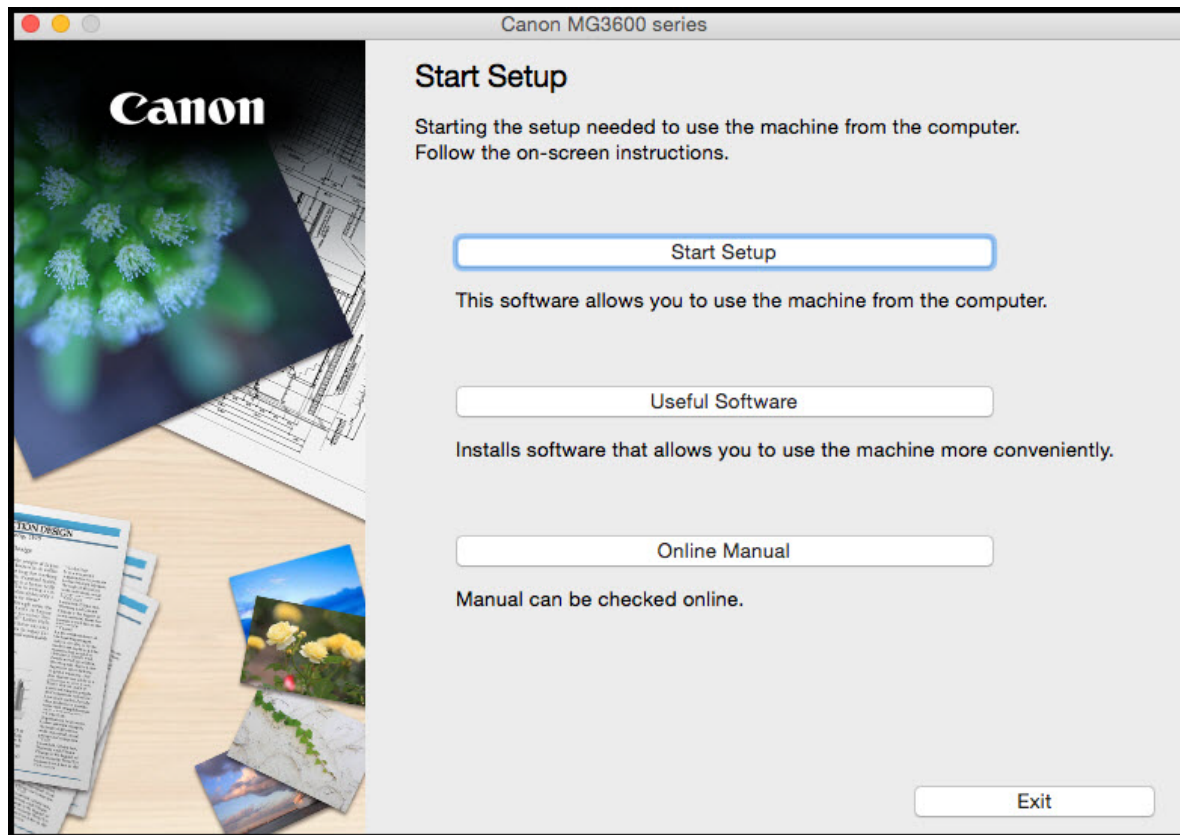 Canon MG3600 series
Canon
Start Setup
Starting the setup needed to use the machine from the computer.
Follow the on-screen instructions.
Start Setup
This software allows you to use the machine from the computer.
Useful Software
Installs software that allows you to use the machine more conveniently.
Online Manual
Manual can be checked online.
TION DESIGN
Exit